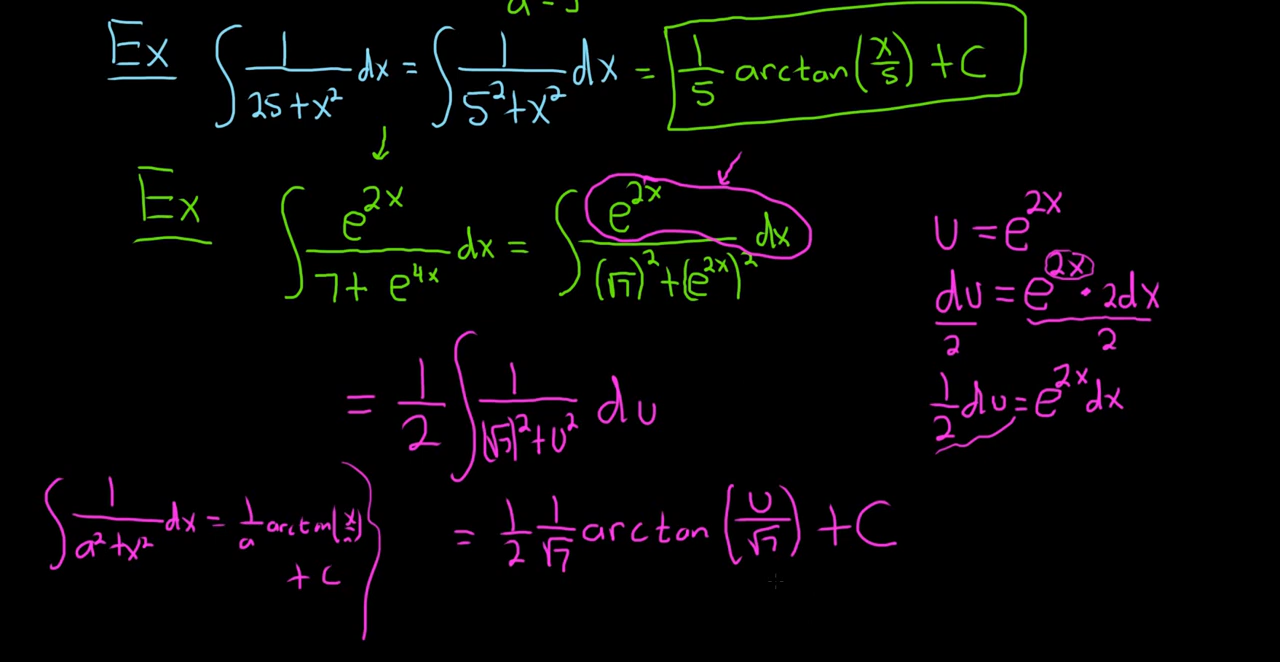 a = 5
Ex ∫ 1/(25+x²) dx = ∫ 1/(5²+x²) dx = 1/5 arctan(x/5) + C
Ex ∫ e^(2x)/(7+e^(4x)) dx = ∫ e^(2x)/((√7)²+(e^(2x))²) dx
u = e^(2x)
du/2 = e^(2x)·2dx/2
1/2 du = e^(2x) dx
= 1/2 ∫ 1/((√7)²+u²) du
∫ 1/(a²+x²) dx = 1/a arctan(x/a)
+ C
= 1/2 1/√7 arctan(u/√7) + C